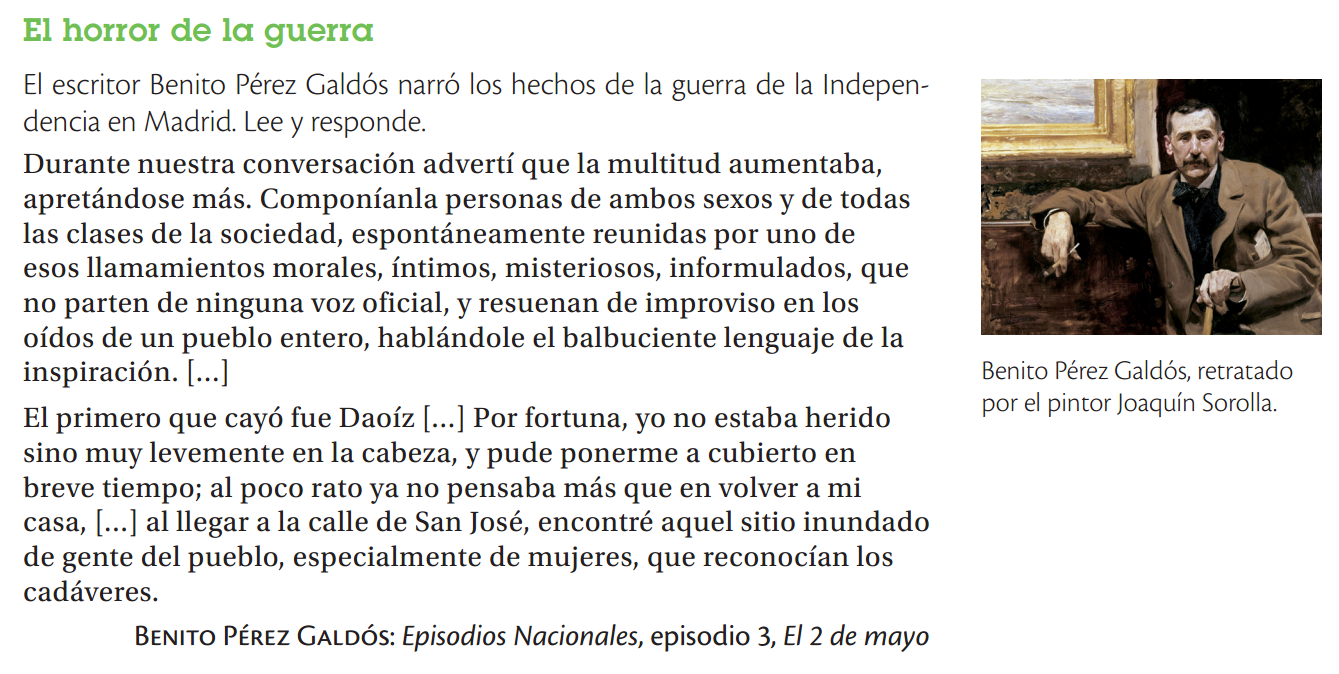 El horror de la guerra
El escritor Benito Pérez Galdós narró los hechos de la guerra de la Indepen-
dencia en Madrid. Lee y responde.
Durante nuestra conversación advertí que la multitud aumentaba,
apretándose más. Componíanla personas de ambos sexos y de todas
las clases de la sociedad, espontáneamente reunidas por uno de
esos llamamientos morales, íntimos, misteriosos, informulados, que
no parten de ninguna voz oficial, y resuenan de improviso en los
oídos de un pueblo entero, hablándole el balbuciente lenguaje de la
inspiración. [...]
El primero que cayó fue Daoíz [...] Por fortuna, yo no estaba herido
sino muy levemente en la cabeza, y pude ponerme a cubierto en
breve tiempo; al poco rato ya no pensaba más que en volver a mi
casa, [...] al llegar a la calle de San José, encontré aquel sitio inundado
de gente del pueblo, especialmente de mujeres, que reconocían los
cadáveres.
Benito Pérez Galdós: Episodios Nacionales, episodio 3, El 2 de mayo
Benito Pérez Galdós, retratado
por el pintor Joaquín Sorolla.